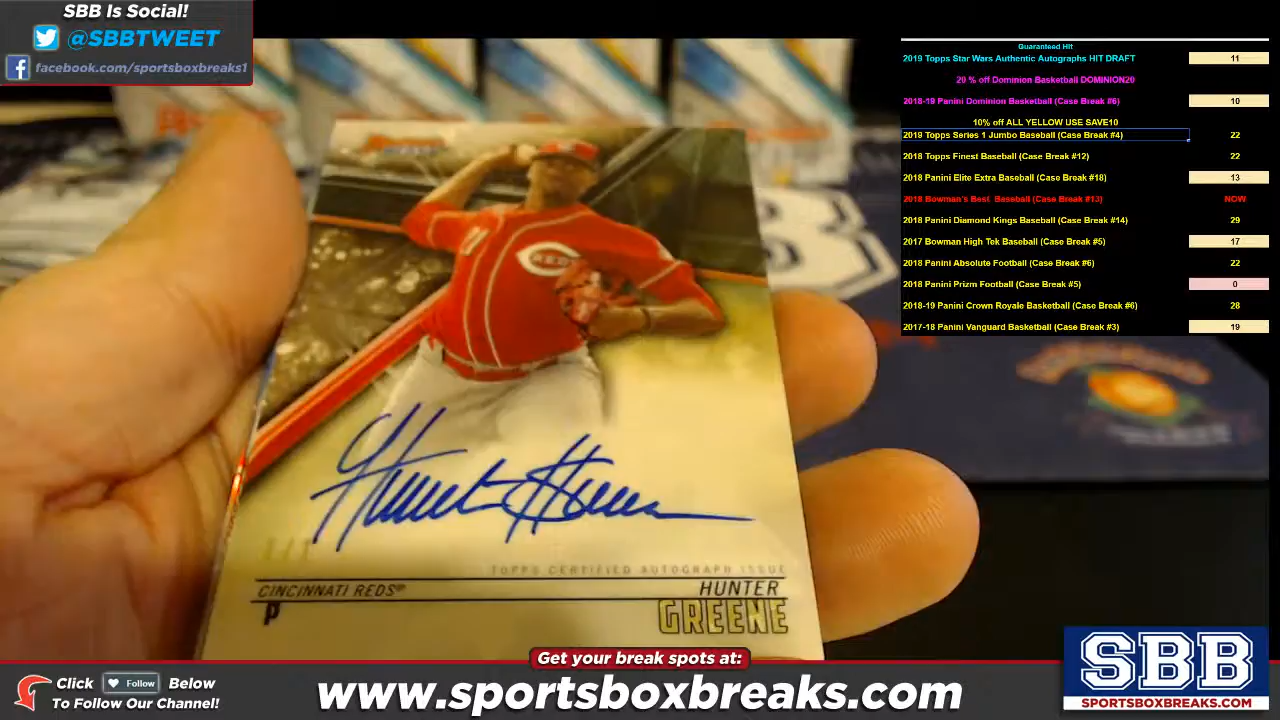 SBB Is Social!
@SBBTWEET
facebook.com/sportsboxbreaks1
Guaranteed Hit
2019 Topps Star Wars Authentic Autographs HIT DRAFT 11
20 % off Dominion Basketball DOMINION20
2018-19 Panini Dominion Basketball (Case Break #6) 10
10% off ALL YELLOW USE SAVE10
2019 Topps Series 1 Jumbo Baseball (Case Break #4) 22
2018 Topps Finest Baseball (Case Break #12) 22
2018 Panini Elite Extra Baseball (Case Break #18) 13
2018 Bowman's Best Baseball (Case Break #13) NOW
2018 Panini Diamond Kings Baseball (Case Break #14) 29
2017 Bowman High Tek Baseball (Case Break #5) 17
2018 Panini Absolute Football (Case Break #6) 22
2018 Panini Prizm Football (Case Break #5) 0
2018-19 Panini Crown Royale Basketball (Case Break #6) 28
2017-18 Panini Vanguard Basketball (Case Break #3) 19
REDS
Hunter Greene
TOPPS CERTIFIED AUTOGRAPH ISSUE
CINCINNATI REDS®
HUNTER
P
GREENE
Get your break spots at:
Click Follow Below
To Follow Our Channel!
www.sportsboxbreaks.com
SBB
SPORTSBOXBREAKS.COM